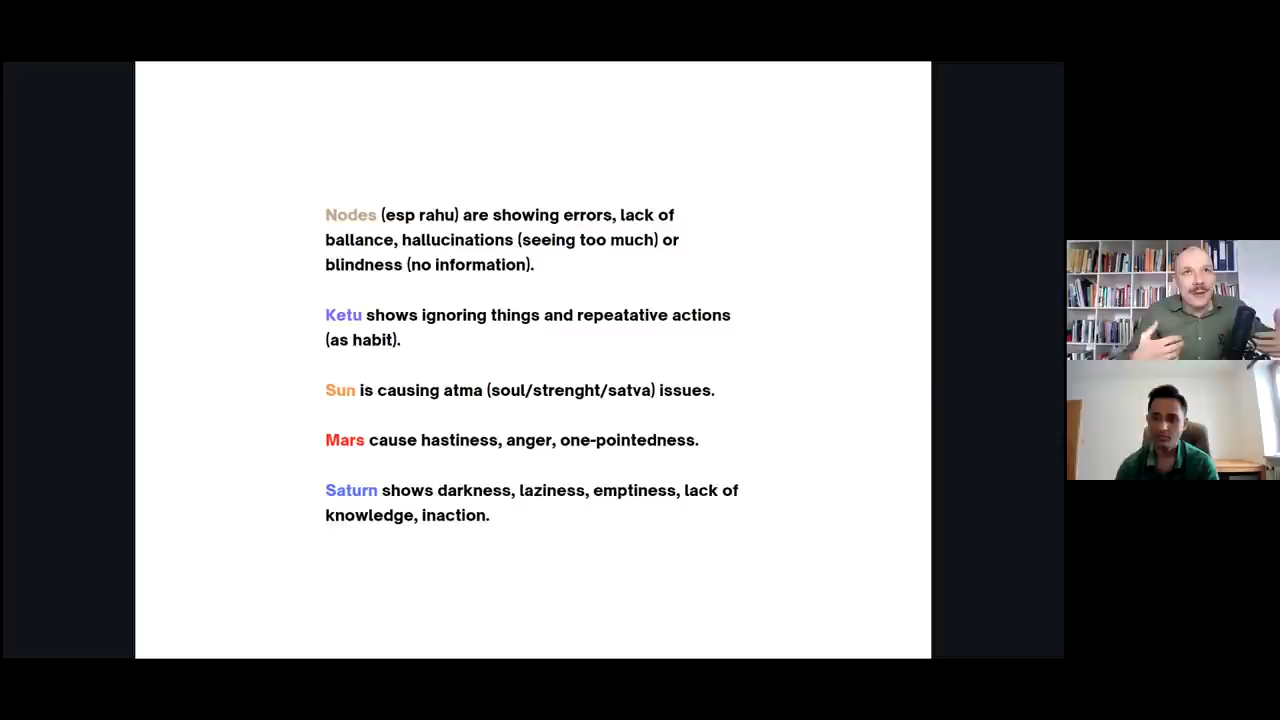 Nodes (esp rahu) are showing errors, lack of
ballance, hallucinations (seeing too much) or
blindness (no information).
Ketu shows ignoring things and repeatative actions
(as habit).
Sun is causing atma (soul/strenght/satva) issues.
Mars cause hastiness, anger, one-pointedness.
Saturn shows darkness, laziness, emptiness, lack of
knowledge, inaction.